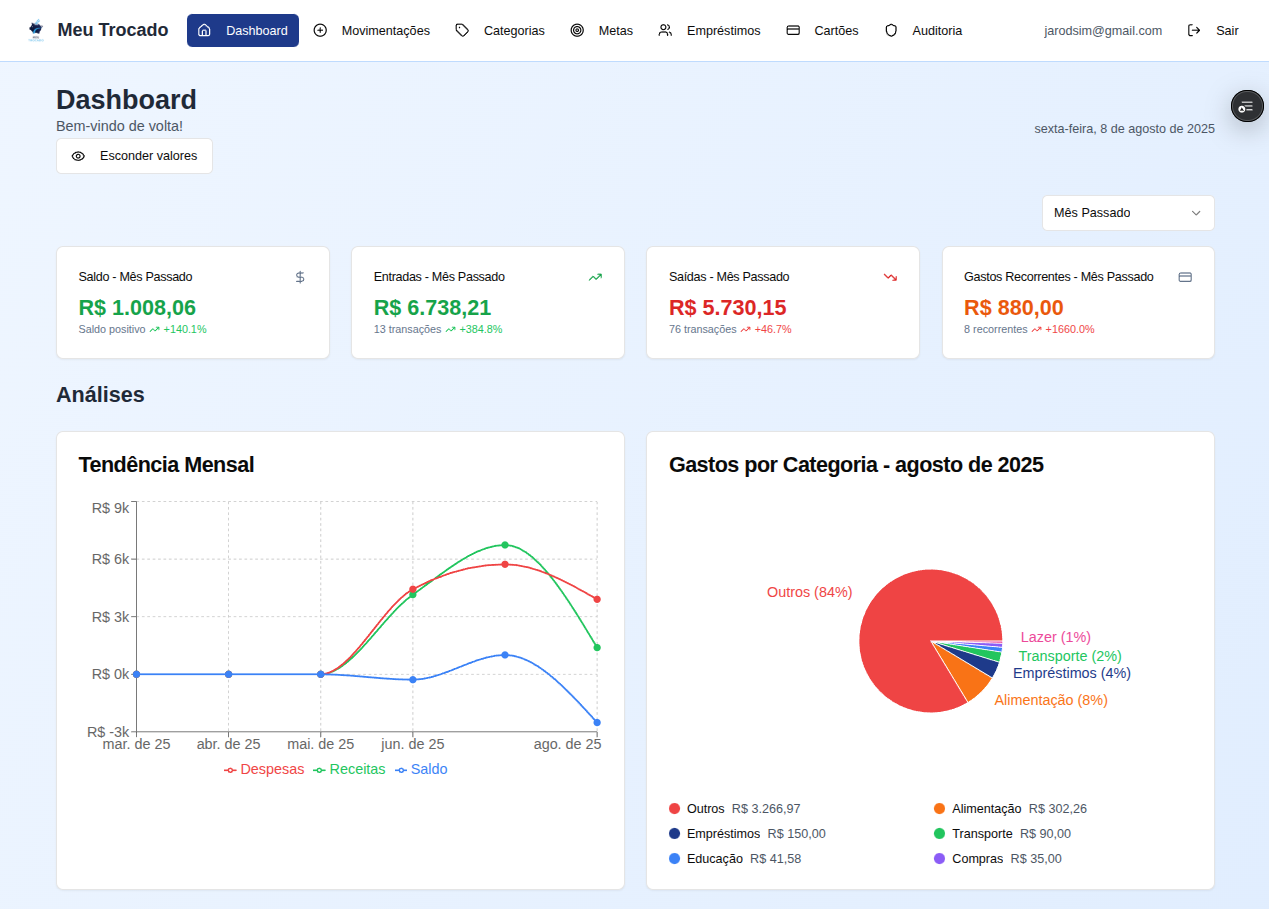 Meu Trocado Dashboard Movimentações Categorias Metas Empréstimos Cartões Auditoria jarodsim@gmail.com Sair
Dashboard
Bem-vindo de volta!
sexta-feira, 8 de agosto de 2025
Esconder valores
Mês Passado
Saldo - Mês Passado
R$ 1.008,06
Saldo positivo +140.1%
Entradas - Mês Passado
R$ 6.738,21
13 transações +384.8%
Saídas - Mês Passado
R$ 5.730,15
76 transações +46.7%
Gastos Recorrentes - Mês Passado
R$ 880,00
8 recorrentes +1660.0%
Análises
Tendência Mensal
R$ 9k
R$ 6k
R$ 3k
R$ 0k
R$ -3k
mar. de 25 abr. de 25 mai. de 25 jun. de 25 ago. de 25
Despesas Receitas Saldo
Gastos por Categoria - agosto de 2025
Outros (84%)
Lazer (1%)
Transporte (2%)
Empréstimos (4%)
Alimentação (8%)
Outros R$ 3.266,97 Alimentação R$ 302,26
Empréstimos R$ 150,00 Transporte R$ 90,00
Educação R$ 41,58 Compras R$ 35,00